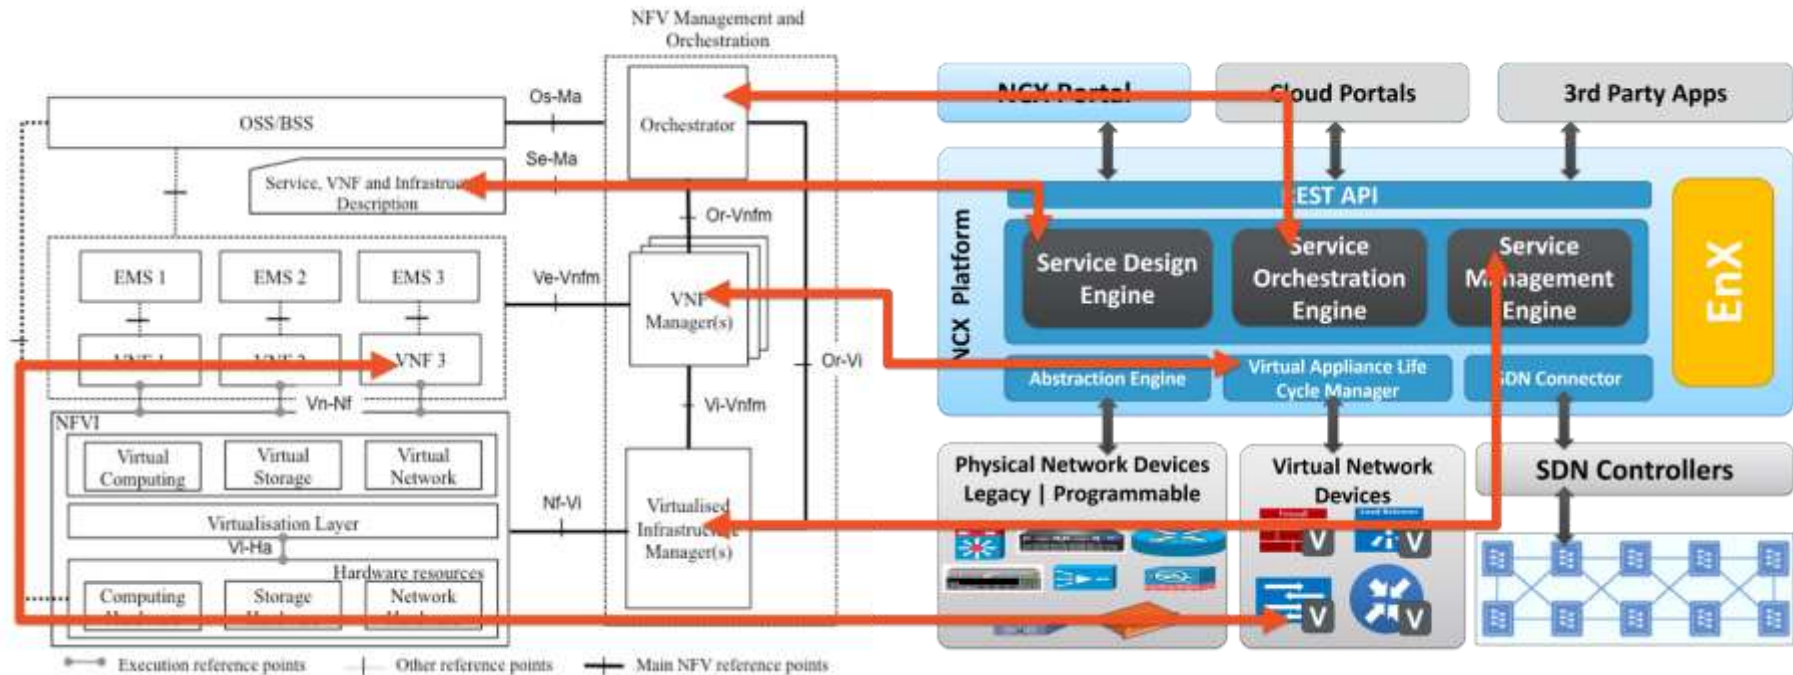 NFV Management and
Orchestration
Os-Ma
OSS/BSS
Orchestrator
Se-Ma
Service, VNF and Infrastruc
Description
Or-Vnfm
EMS 1
EMS 2
EMS 3
Ve-Vnfm
VNF
Manager(s)
VNF 3
Or-Vi
Vn-Nf
Vi-Vnfm
NFVI
Virtual
Computing
Virtual
Storage
Virtual
Network
Nf-Vi
Virtualised
Manager(s)
Virtualisation Layer
Vl-Ha
Hardware resources
Computing
Storage
Network
Execution reference points
Other reference points
Main NFV reference points
NCX Portal
Cloud Portals
3rd Party Apps
NCX Platform
REST API
Service Design
Engine
Service
Orchestration
Engine
Service
Management
Engine
EnX
Abstraction Engine
Virtual Appliance Life
Cycle Manager
SDN Connector
Physical Network Devices
Legacy | Programmable
Virtual Network
Devices
SDN Controllers
Firewall
Load Balancer
V
V
V
V